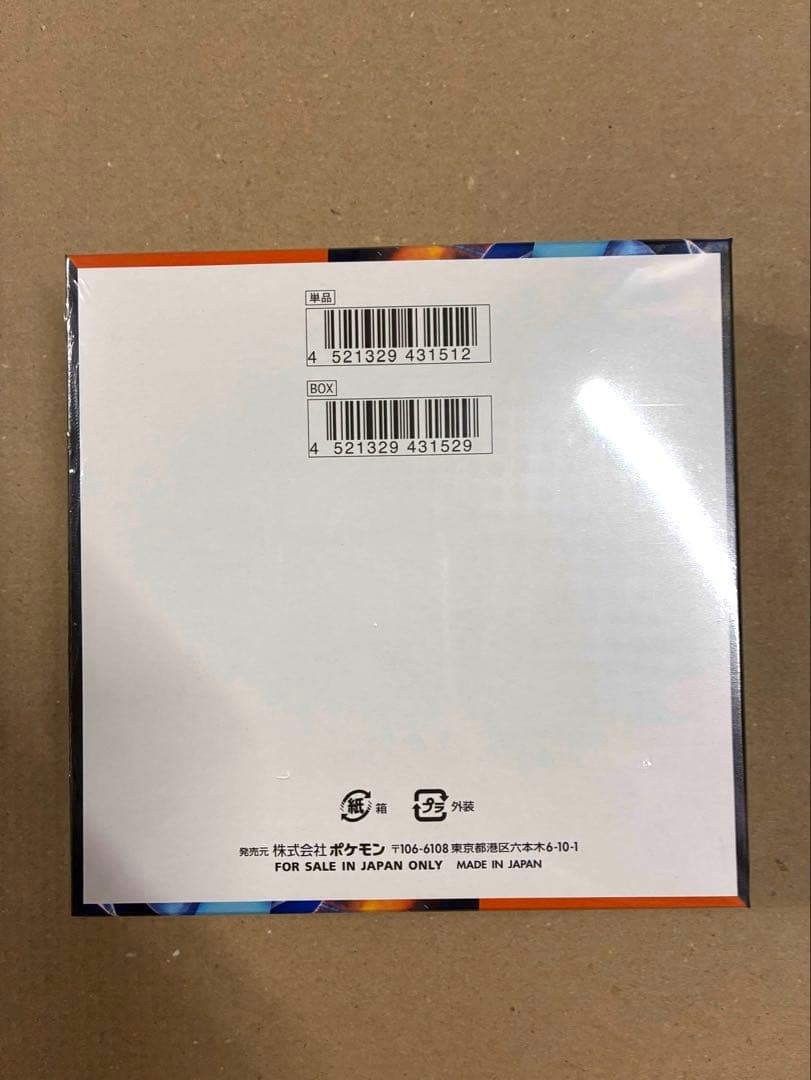 単品
4 521329 431512
BOX
4 521329 431529
紙 箱
プラ 外装
発売元 株式会社 ポケモン 〒106-6108 東京都港区六本木6-10-1
FOR SALE IN JAPAN ONLY MADE IN JAPAN